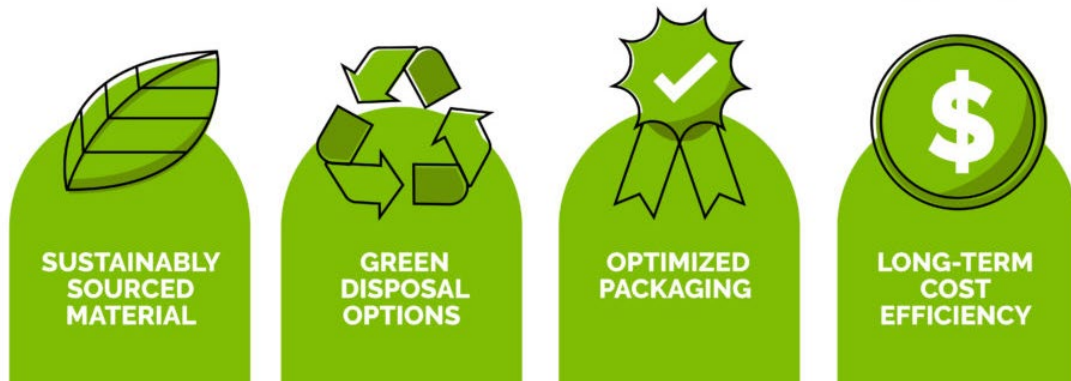 SUSTAINABLY
SOURCED
MATERIAL
GREEN
DISPOSAL
OPTIONS
OPTIMIZED
PACKAGING
LONG-TERM
COST
EFFICIENCY
$